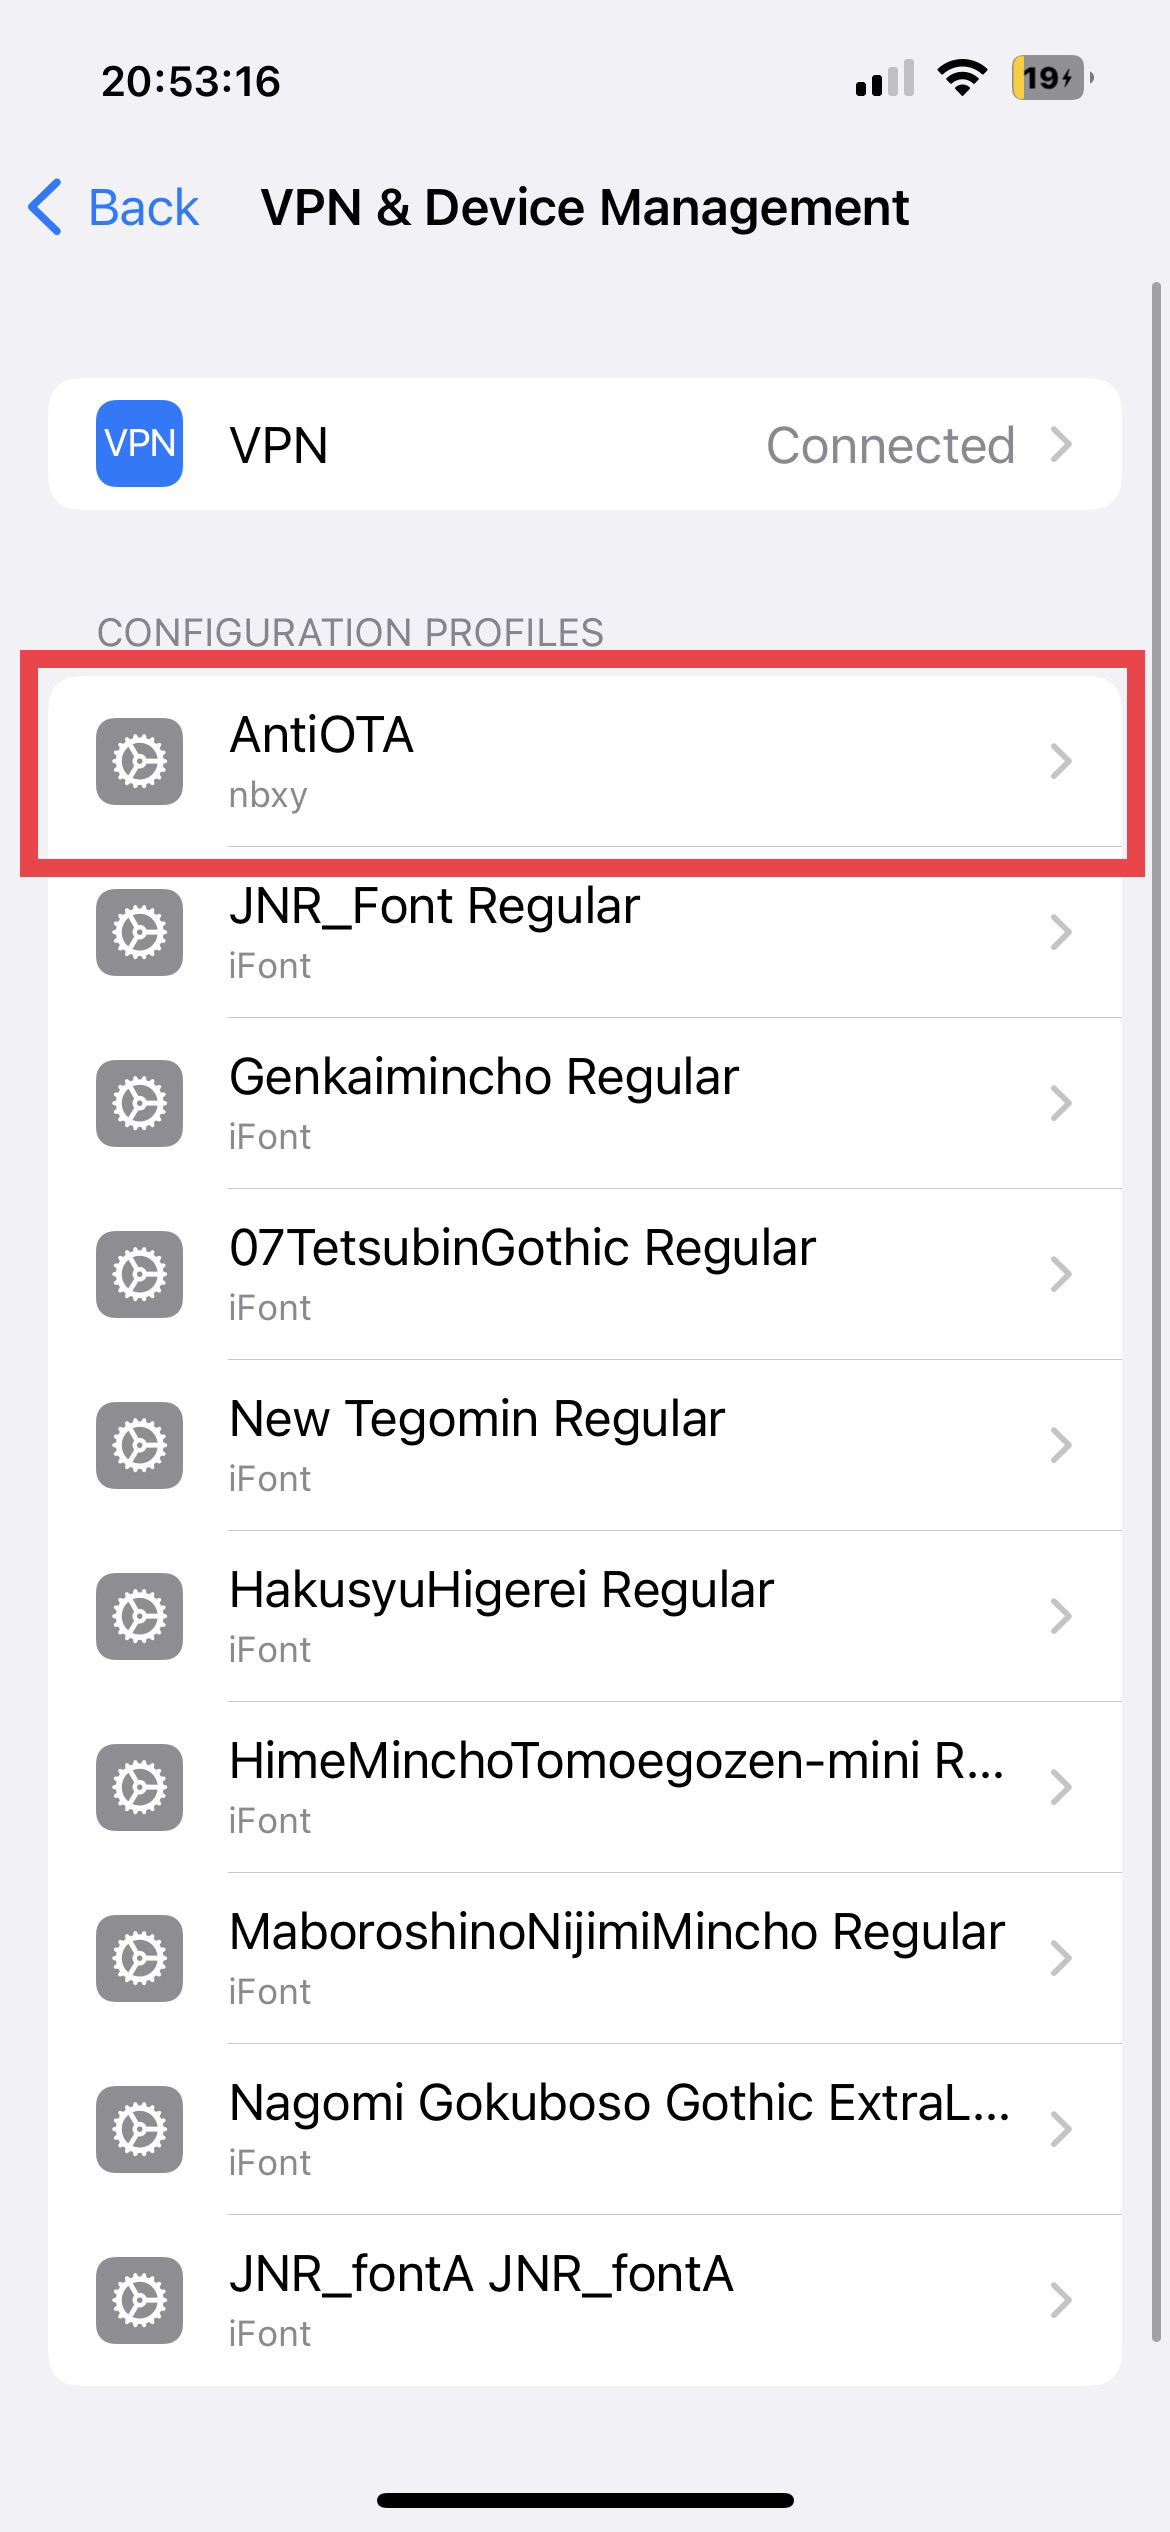 20:53:16
19
Back
VPN & Device Management
VPN
VPN
Connected
CONFIGURATION PROFILES
AntiOTA
nbxy
JNR_Font Regular
iFont
Genkaimincho Regular
iFont
07TetsubinGothic Regular
iFont
New Tegomin Regular
iFont
HakusyuHigerei Regular
iFont
HimeMinchoTomoegozen-mini R...
iFont
MaboroshinoNijimiMincho Regular
iFont
Nagomi Gokuboso Gothic ExtraL...
iFont
JNR_fontA JNR_fontA
iFont